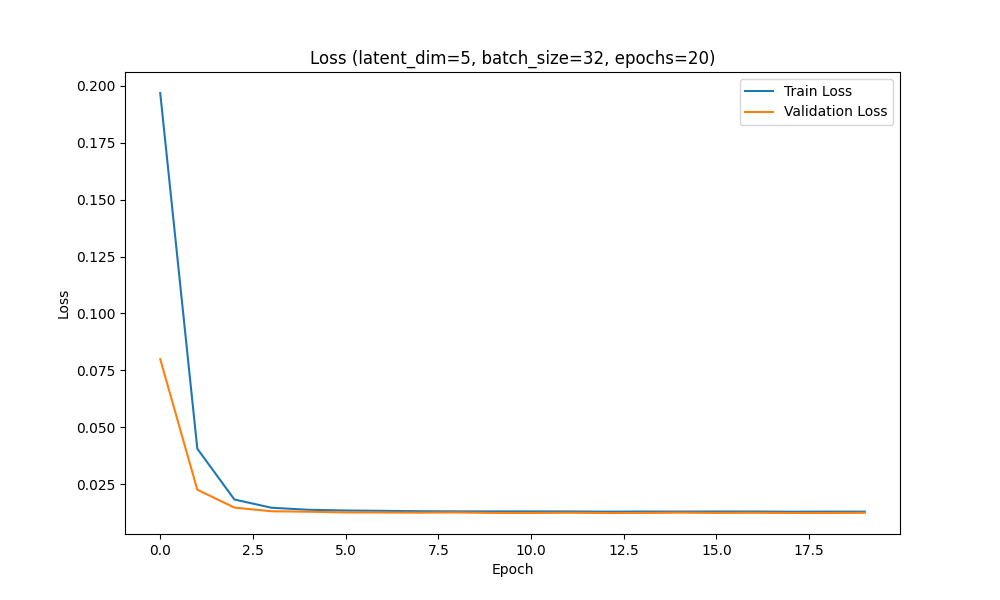 Loss (latent_dim=5, batch_size=32, epochs=20)
Train Loss
Validation Loss
0.200
0.175
0.150
0.125
0.100
0.075
0.050
0.025
Loss
0.0 2.5 5.0 7.5 10.0 12.5 15.0 17.5
Epoch